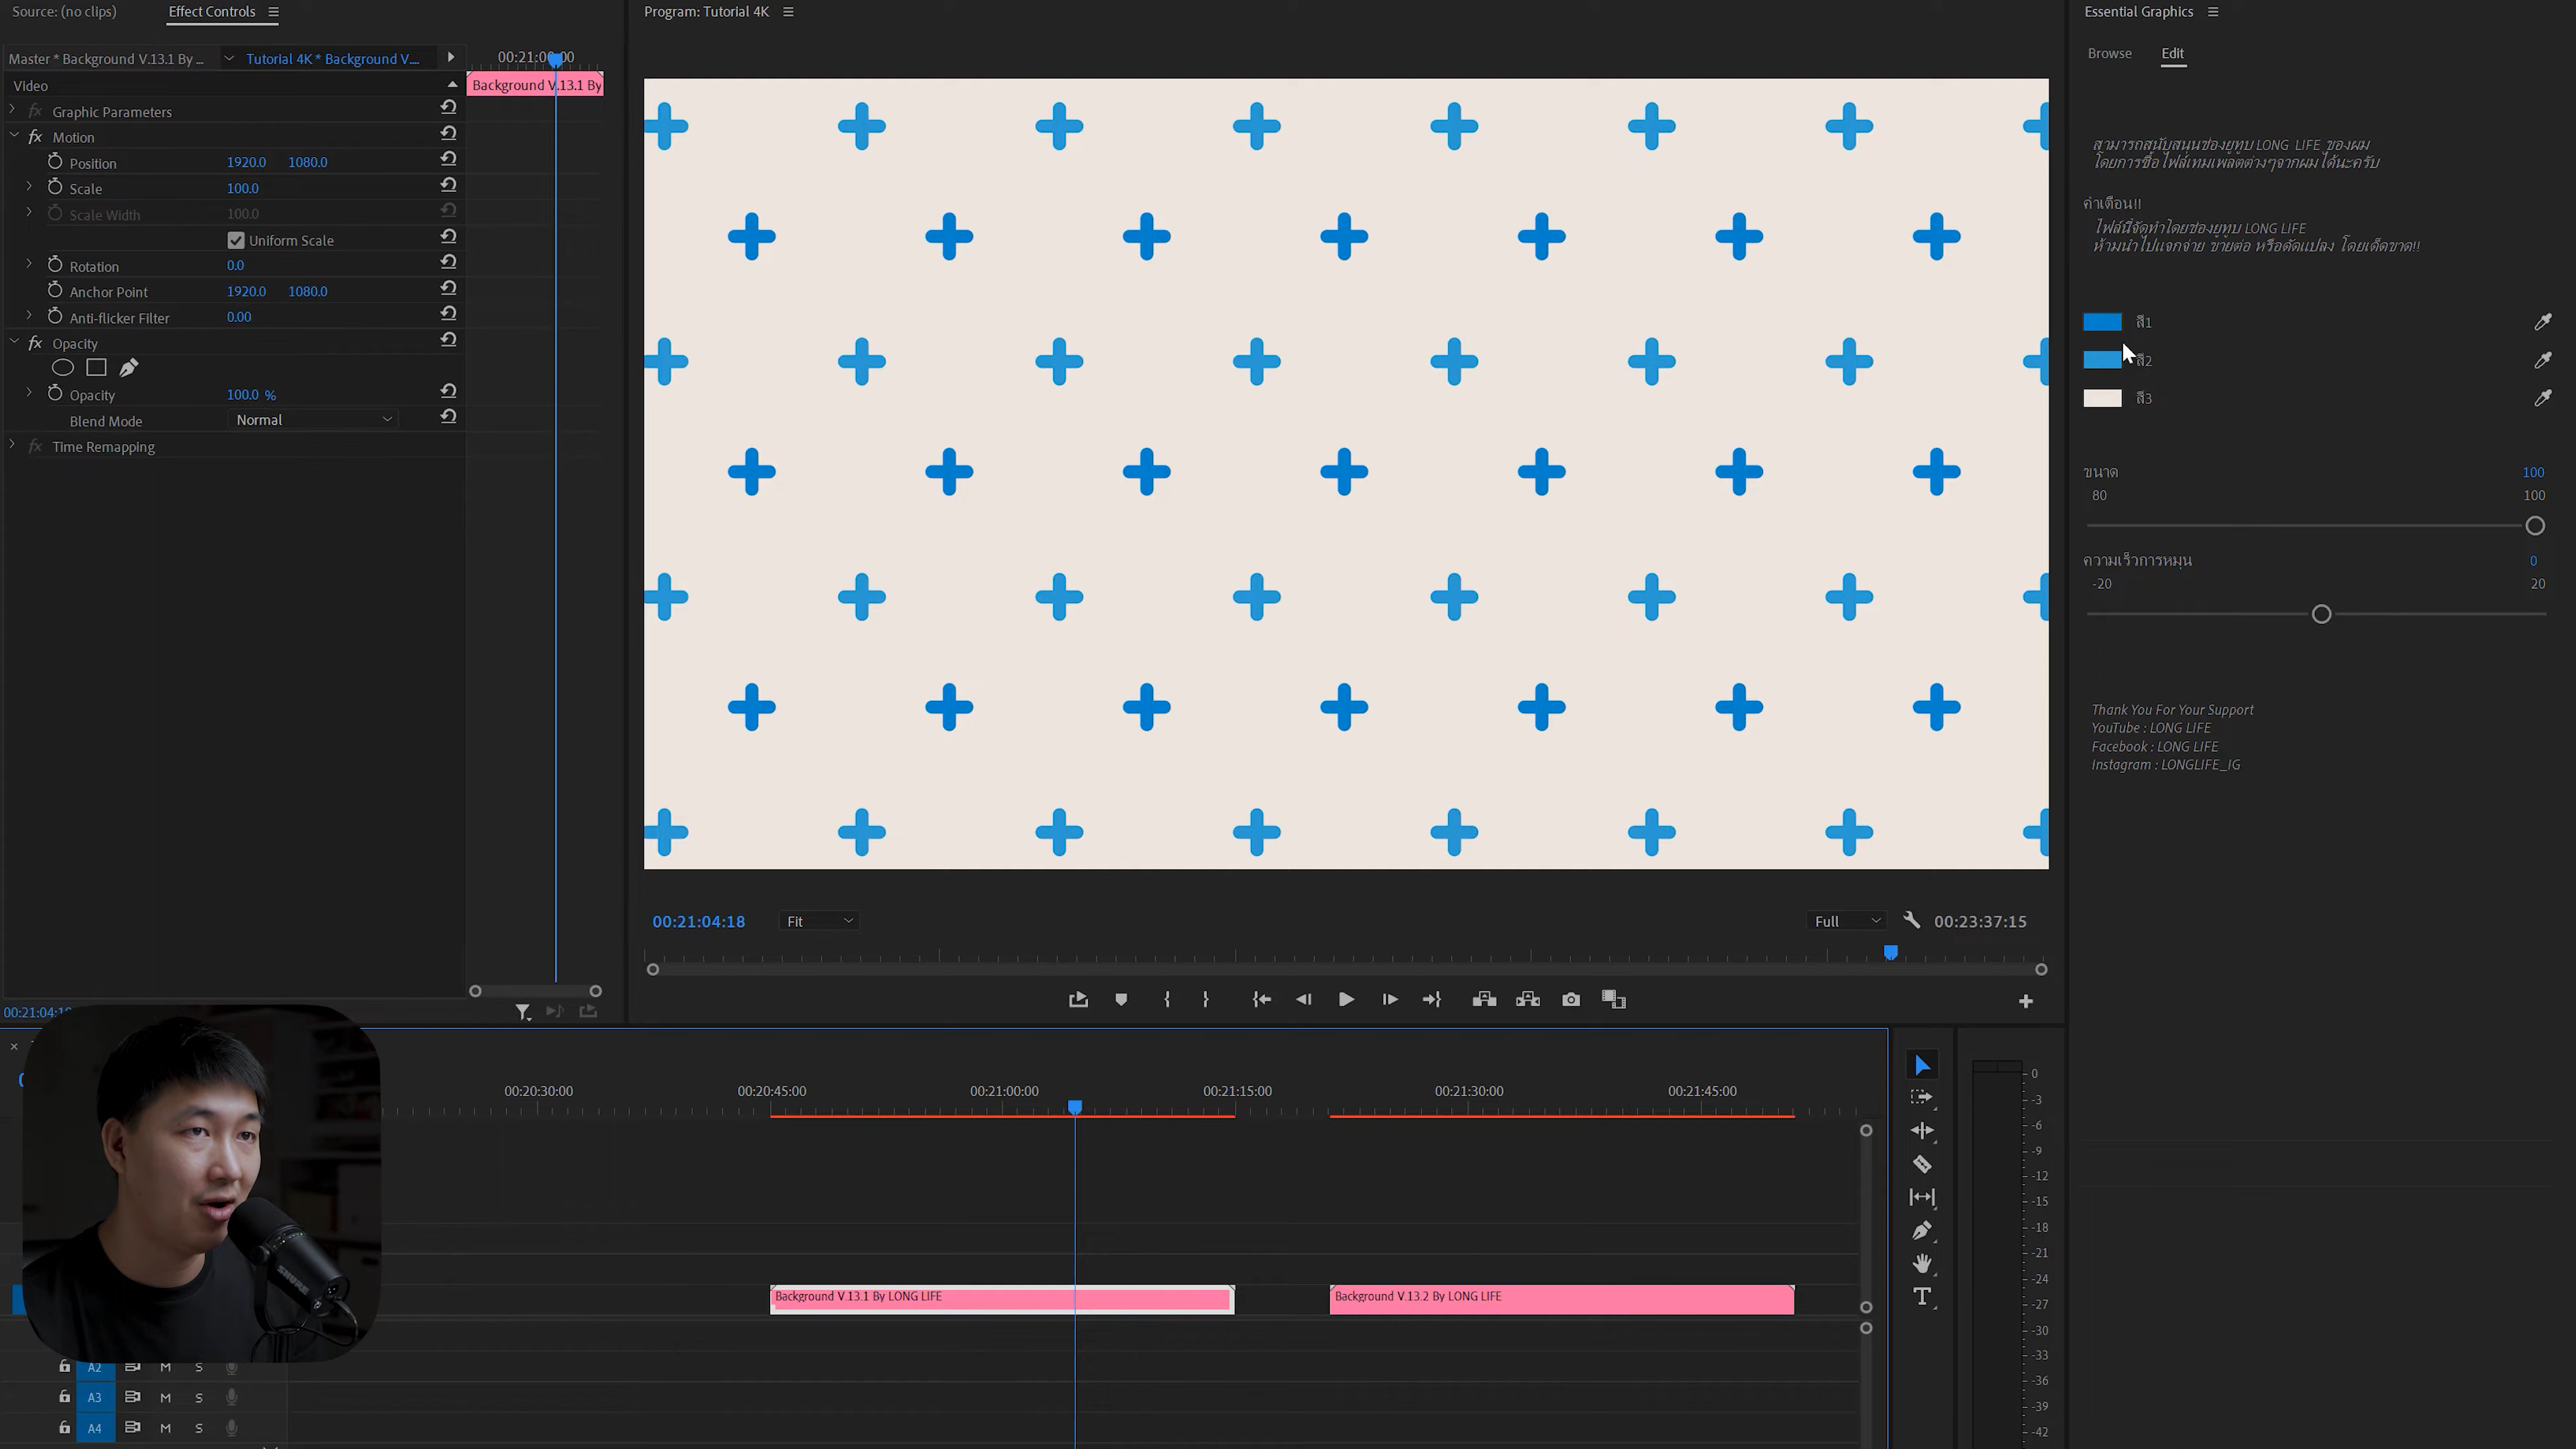 Source: (no clips)
Effect Controls
Program: Tutorial 4K
Essential Graphics
Browse
Edit
Master * Background V.13.1 By ...
Tutorial 4K * Background V....
00:21:00:00
Video
Background V.13.1 By
fx Graphic Parameters
fx Motion
Position 1920.0 1080.0
Scale 100.0
Scale Width 100.0
Uniform Scale
Rotation 0.0
Anchor Point 1920.0 1080.0
Anti-flicker Filter 0.00
fx Opacity
Opacity 100.0 %
Blend Mode Normal
fx Time Remapping
สามารถสนับสนุนช่องยูทูบ LONG LIFE ของผม
โดยการซื้อไฟล์เทมเพล็ตต่างๆจากผมได้นะครับ
คำเตือน!!
ไฟล์นี้จัดทำโดยช่องยูทูบ LONG LIFE
ห้ามนำไปแจกจ่าย ขายต่อ หรือดัดแปลง โดยเด็ดขาด!!
สี1
สี2
สี3
ขนาด 100
80 100
ความเร็วการหมุน 0
-20 20
Thank You For Your Support
YouTube : LONG LIFE
Facebook : LONG LIFE
Instagram : LONGLIFE_IG
00:21:04:18
Fit
Full
00:23:37:15
00:21:04:18
00:20:30:00
00:20:45:00
00:21:00:00
00:21:15:00
00:21:30:00
00:21:45:00
Background V.13.1 By LONG LIFE
Background V.13.2 By LONG LIFE
SHURE
A2 M S
A3 M S
A4 M S
0
-3
-6
-9
-12
-15
-18
-21
-24
-27
-30
-33
-36
-39
-42